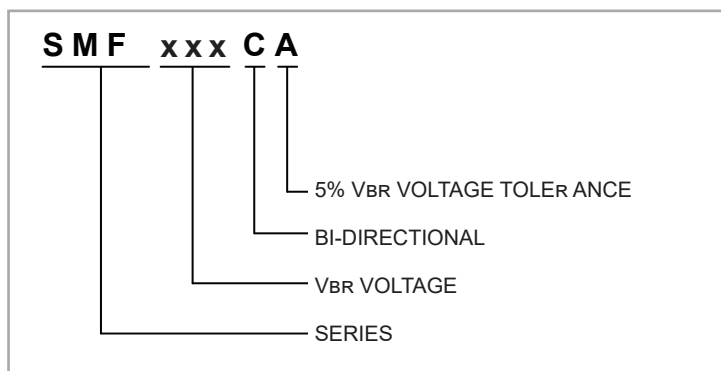 SMF xxx C A
5% VBR VOLTAGE TOLER ANCE
BI-DIRECTIONAL
VBR VOLTAGE
SERIES